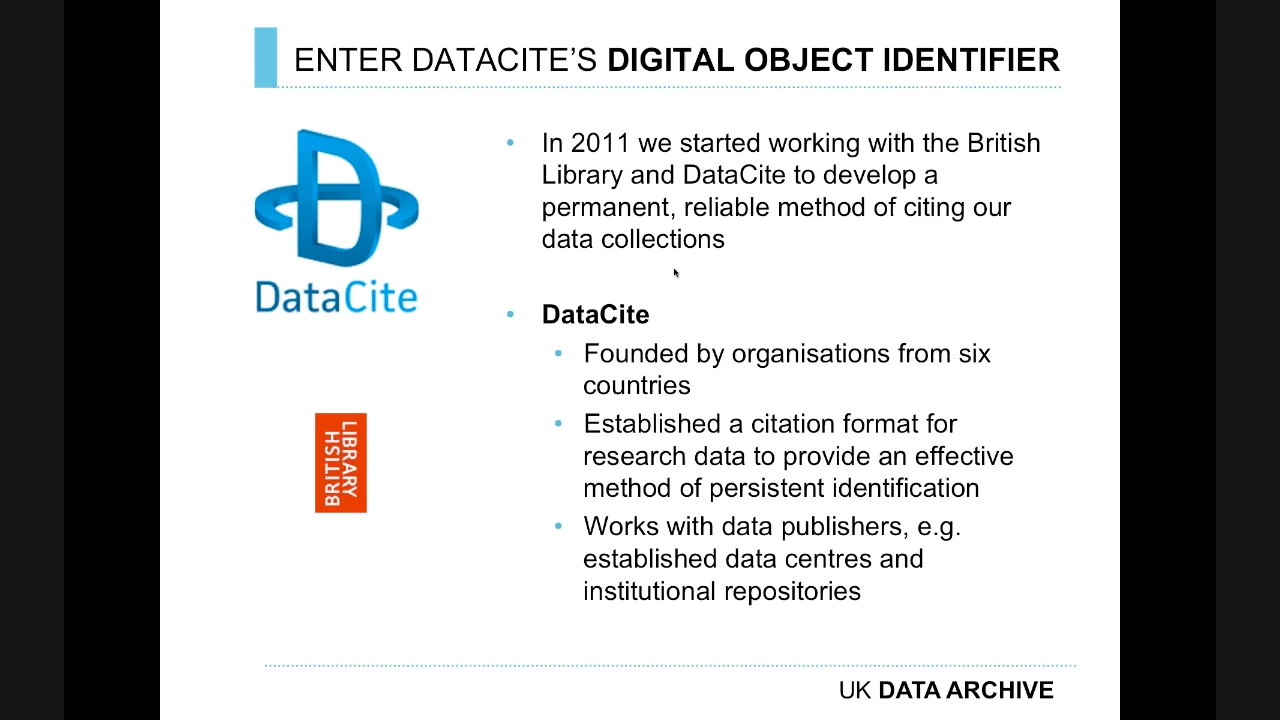 ENTER DATACITE'S DIGITAL OBJECT IDENTIFIER
DataCite
BRITISH
LIBRARY
• In 2011 we started working with the British
Library and DataCite to develop a
permanent, reliable method of citing our
data collections
• DataCite
• Founded by organisations from six
countries
• Established a citation format for
research data to provide an effective
method of persistent identification
• Works with data publishers, e.g.
established data centres and
institutional repositories
UK DATA ARCHIVE